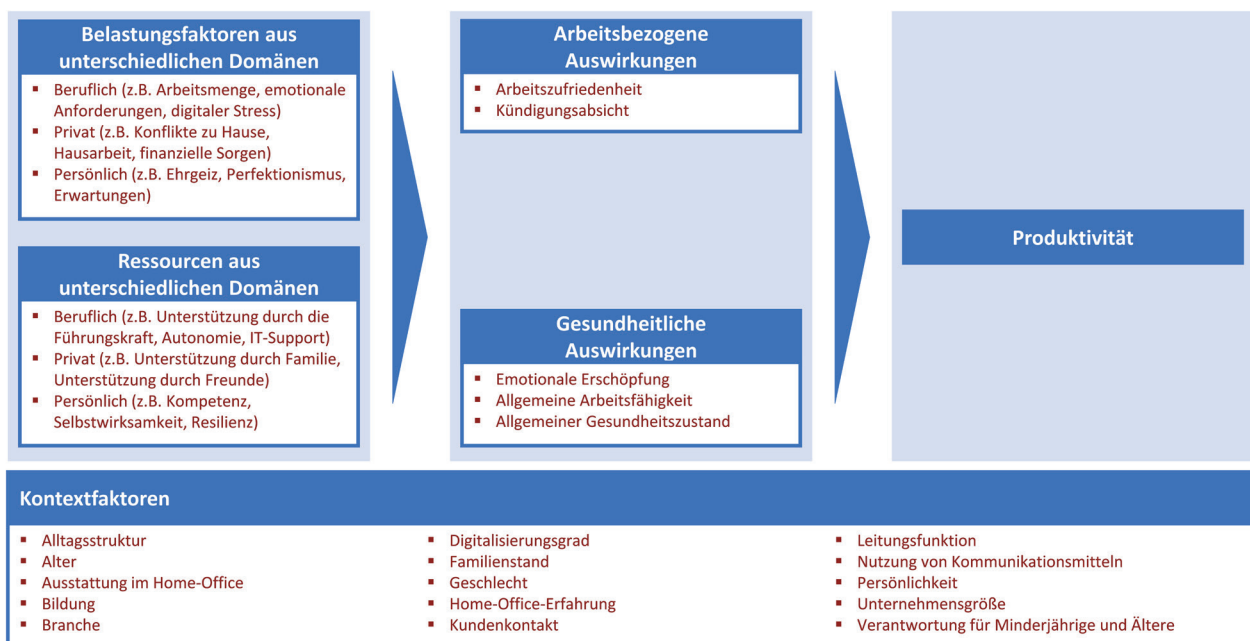 Belastungsfaktoren aus
unterschiedlichen Domänen
▪ Beruflich (z.B. Arbeitsmenge, emotionale
Anforderungen, digitaler Stress)
▪ Privat (z.B. Konflikte zu Hause,
Hausarbeit, finanzielle Sorgen)
▪ Persönlich (z.B. Ehrgeiz, Perfektionismus,
Erwartungen)
Ressourcen aus
unterschiedlichen Domänen
▪ Beruflich (z.B. Unterstützung durch die
Führungskraft, Autonomie, IT-Support)
▪ Privat (z.B. Unterstützung durch Familie,
Unterstützung durch Freunde)
▪ Persönlich (z.B. Kompetenz,
Selbstwirksamkeit, Resilienz)
Arbeitsbezogene
Auswirkungen
▪ Arbeitszufriedenheit
▪ Kündigungsabsicht
Gesundheitliche
Auswirkungen
▪ Emotionale Erschöpfung
▪ Allgemeine Arbeitsfähigkeit
▪ Allgemeiner Gesundheitszustand
Produktivität
Kontextfaktoren
▪ Alltagsstruktur
▪ Alter
▪ Ausstattung im Home-Office
▪ Bildung
▪ Branche
▪ Digitalisierungsgrad
▪ Familienstand
▪ Geschlecht
▪ Home-Office-Erfahrung
▪ Kundenkontakt
▪ Leitungsfunktion
▪ Nutzung von Kommunikationsmitteln
▪ Persönlichkeit
▪ Unternehmensgröße
▪ Verantwortung für Minderjährige und Ältere